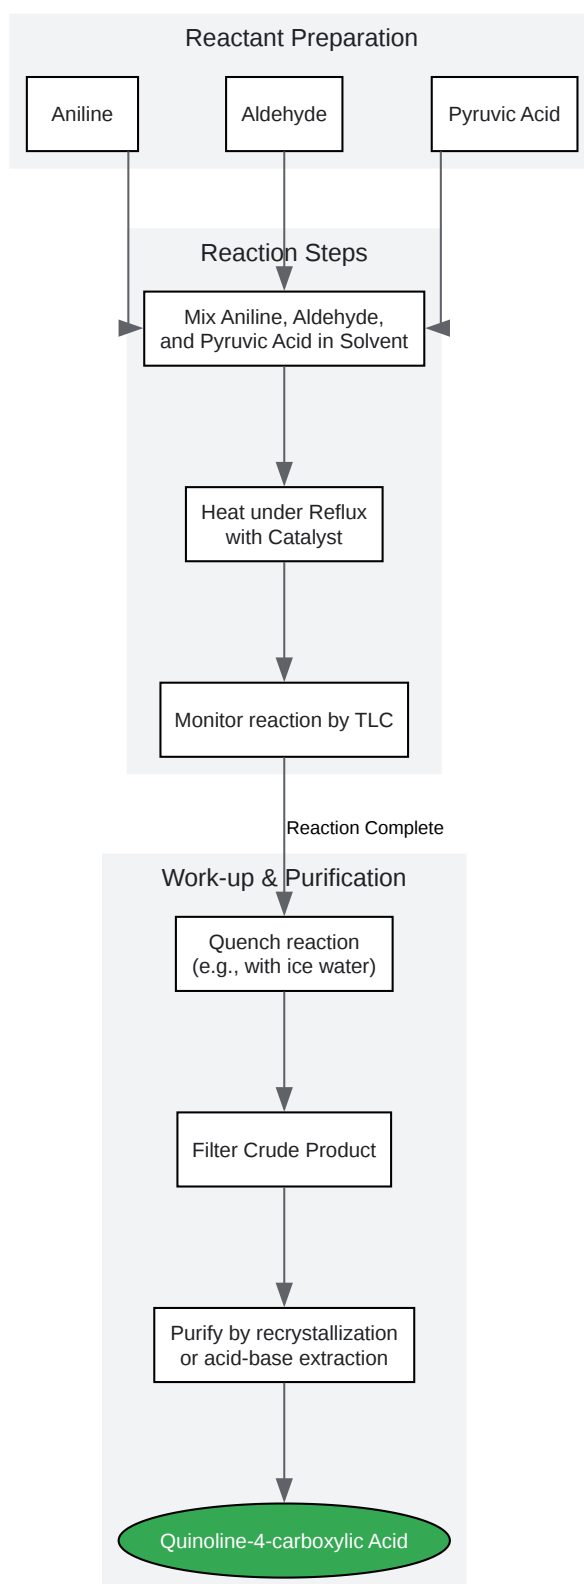 Reactant Preparation
Aniline
Aldehyde
Pyruvic Acid
Reaction Steps
Mix Aniline, Aldehyde,
and Pyruvic Acid in Solvent
Heat under Reflux
with Catalyst
Monitor reaction by TLC
Reaction Complete
Work-up & Purification
Quench reaction
(e.g., with ice water)
Filter Crude Product
Purify by recrystallization
or acid-base extraction
Quinoline-4-carboxylic Acid